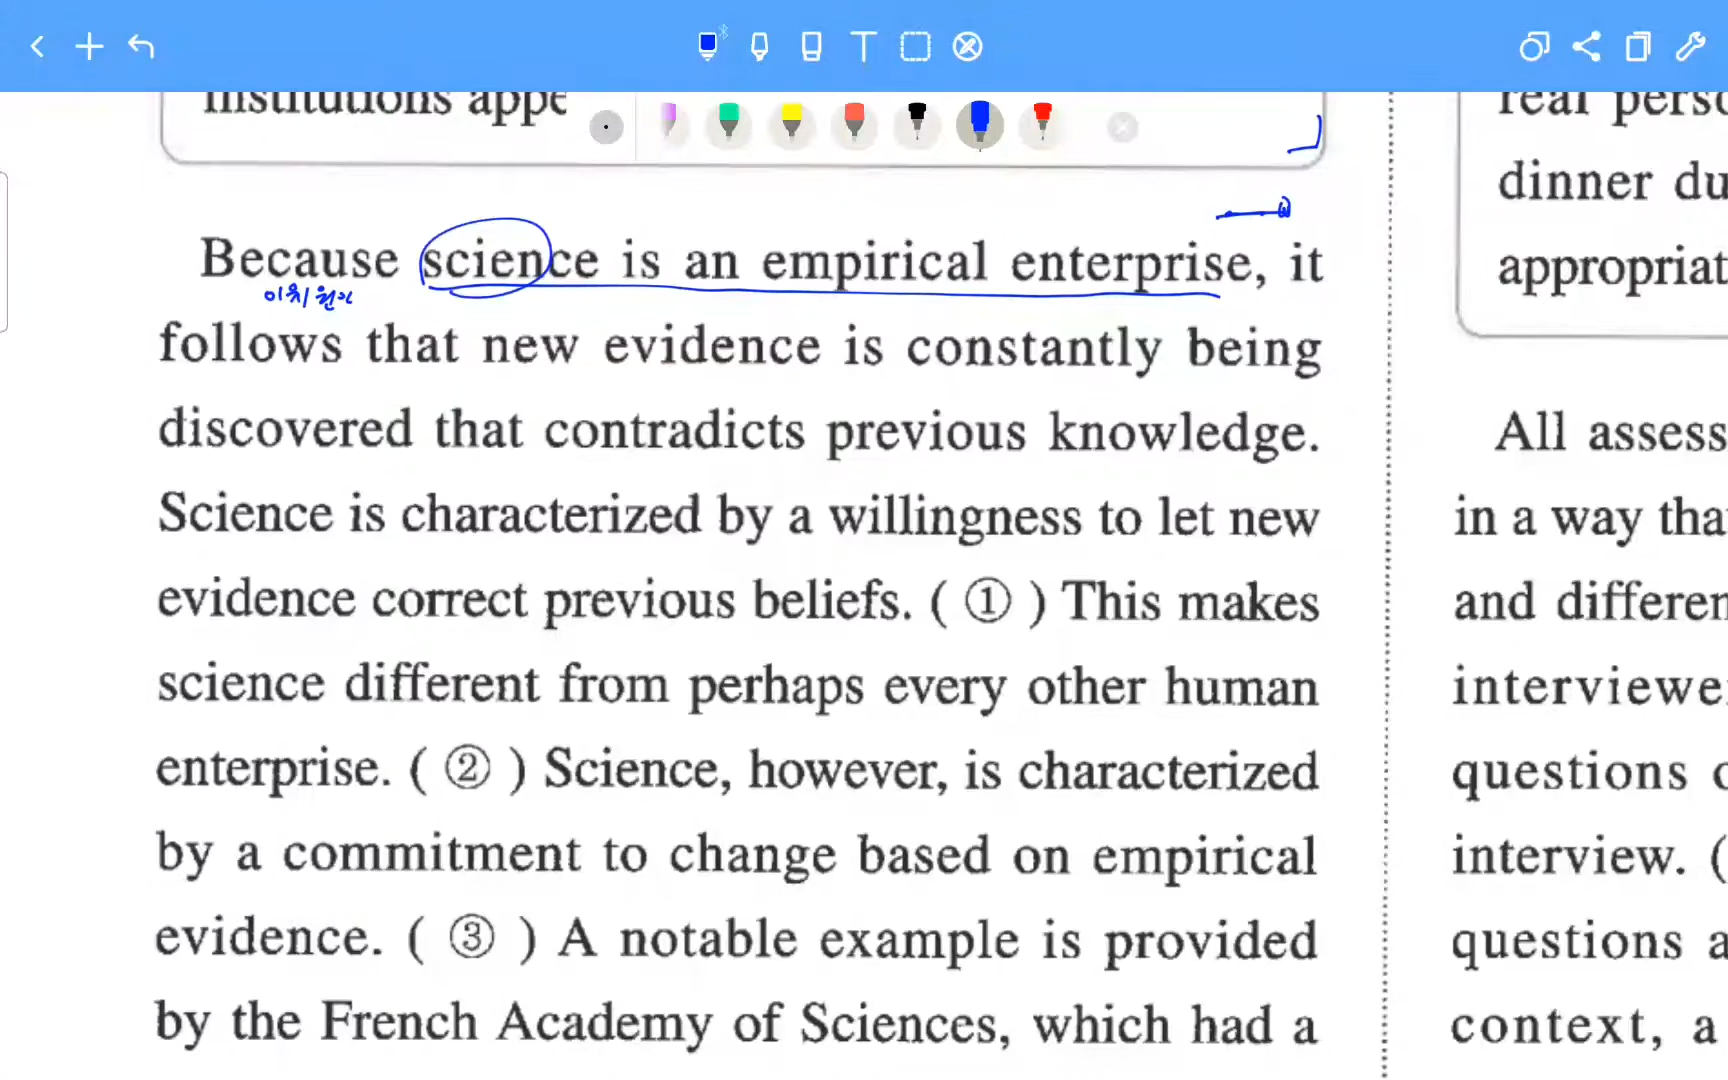 institutions appe
Because science is an empirical enterprise, it
follows that new evidence is constantly being
discovered that contradicts previous knowledge.
Science is characterized by a willingness to let new
evidence correct previous beliefs. ( ① ) This makes
science different from perhaps every other human
enterprise. ( ② ) Science, however, is characterized
by a commitment to change based on empirical
evidence. ( ③ ) A notable example is provided
by the French Academy of Sciences, which had a
real perso
dinner du
appropriat
All assess
in a way tha
and differen
interviewe
questions
interview. (
questions a
context, a